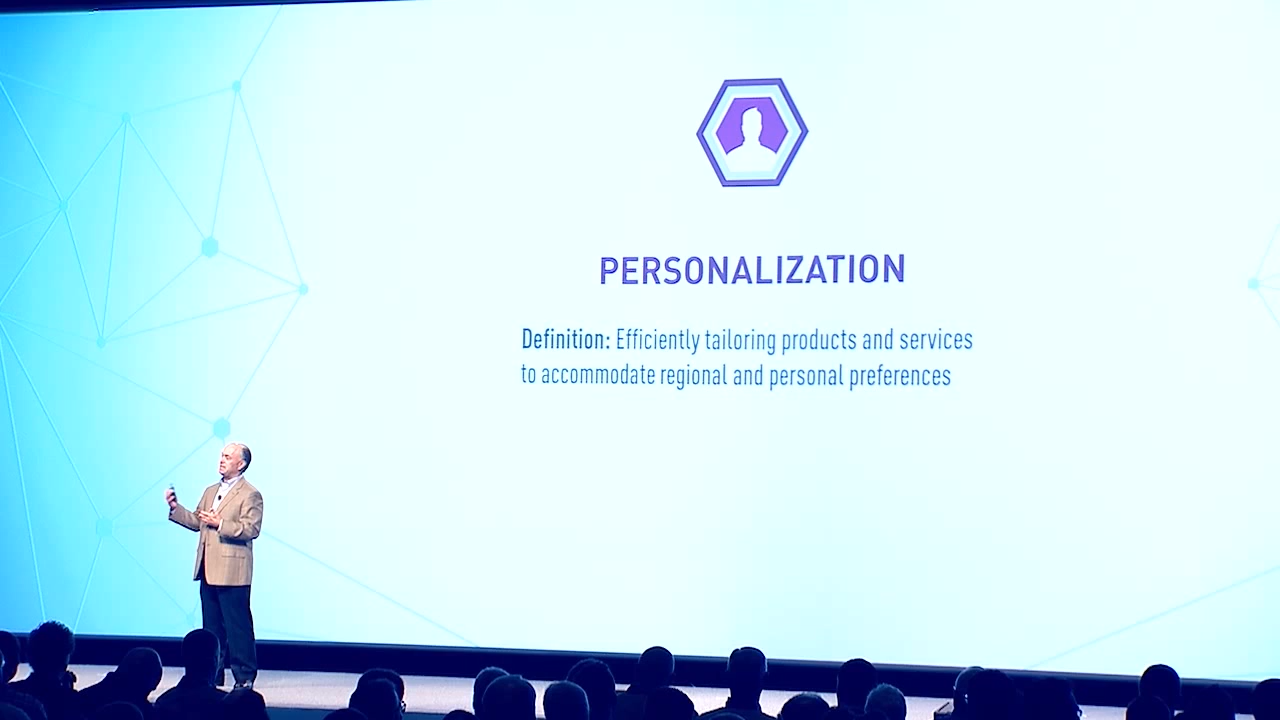 PERSONALIZATION
Definition: Efficiently tailoring products and services
to accommodate regional and personal preferences